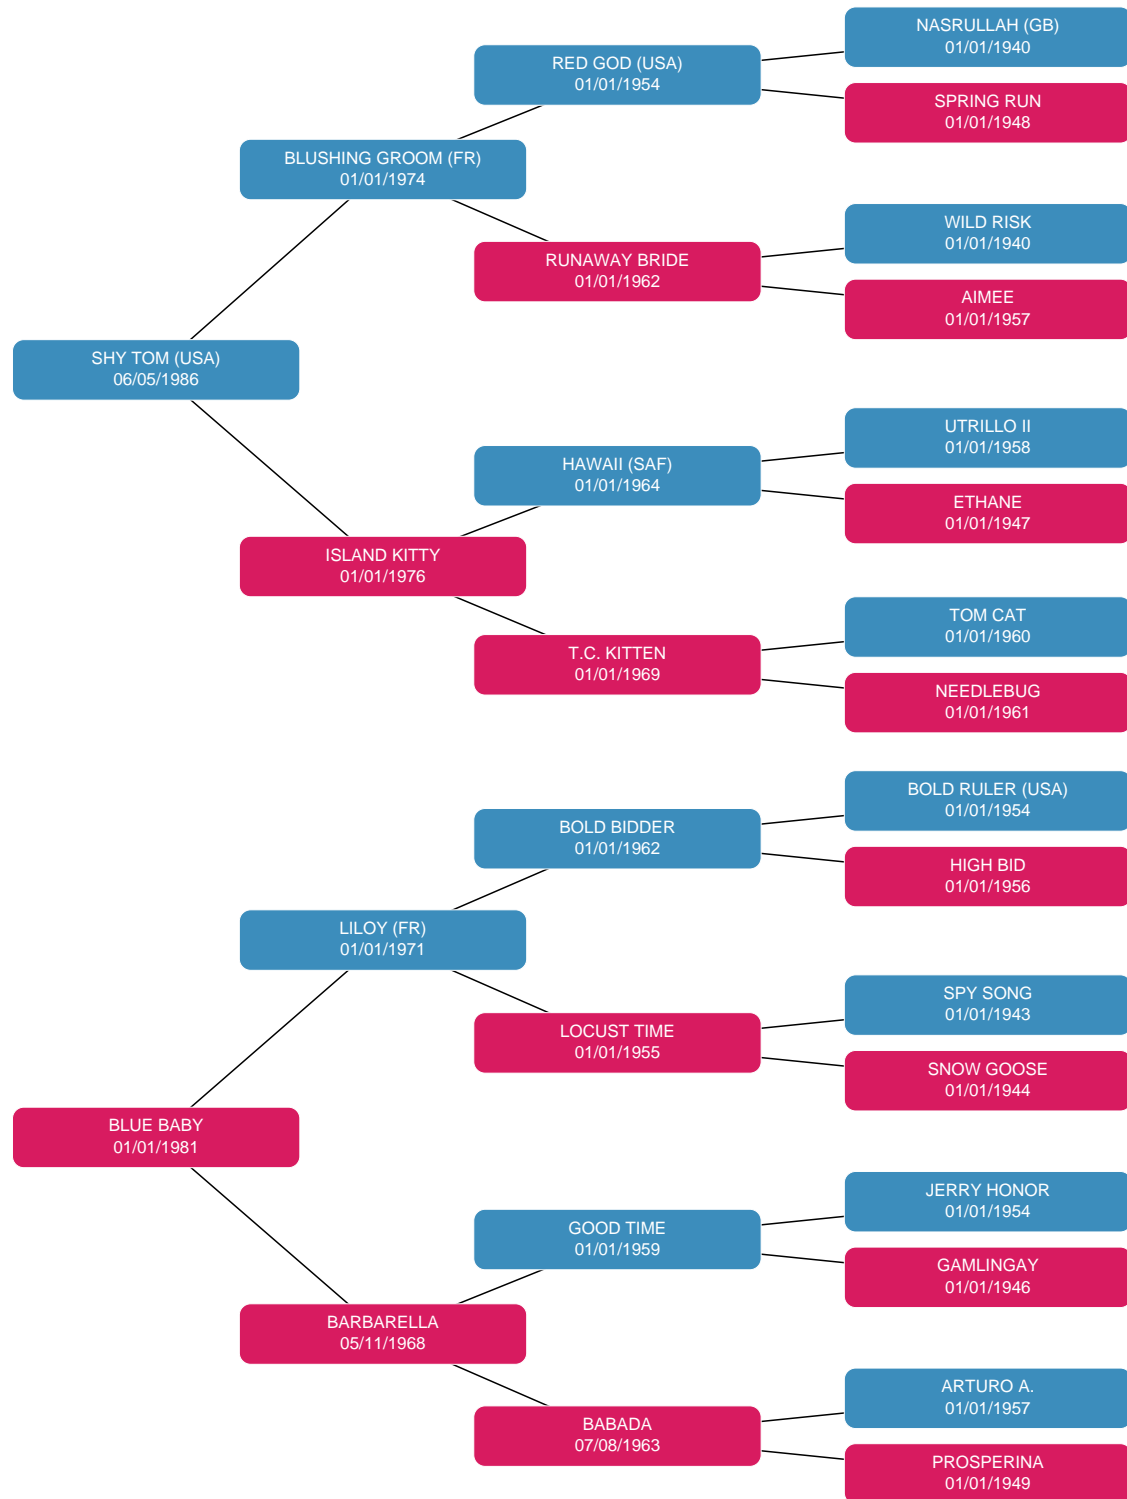 NASRULLAH (GB)
01/01/1940
RED GOD (USA)
01/01/1954
SPRING RUN
01/01/1948
BLUSHING GROOM (FR)
01/01/1974
WILD RISK
01/01/1940
RUNAWAY BRIDE
01/01/1962
AIMEE
01/01/1957
SHY TOM (USA)
06/05/1986
UTRILLO II
01/01/1958
HAWAII (SAF)
01/01/1964
ETHANE
01/01/1947
ISLAND KITTY
01/01/1976
TOM CAT
01/01/1960
T.C. KITTEN
01/01/1969
NEEDLEBUG
01/01/1961
BOLD RULER (USA)
01/01/1954
BOLD BIDDER
01/01/1962
HIGH BID
01/01/1956
LILOY (FR)
01/01/1971
SPY SONG
01/01/1943
LOCUST TIME
01/01/1955
SNOW GOOSE
01/01/1944
BLUE BABY
01/01/1981
JERRY HONOR
01/01/1954
GOOD TIME
01/01/1959
GAMLINGAY
01/01/1946
BARBARELLA
05/11/1968
ARTURO A.
01/01/1957
BABADA
07/08/1963
PROSPERINA
01/01/1949